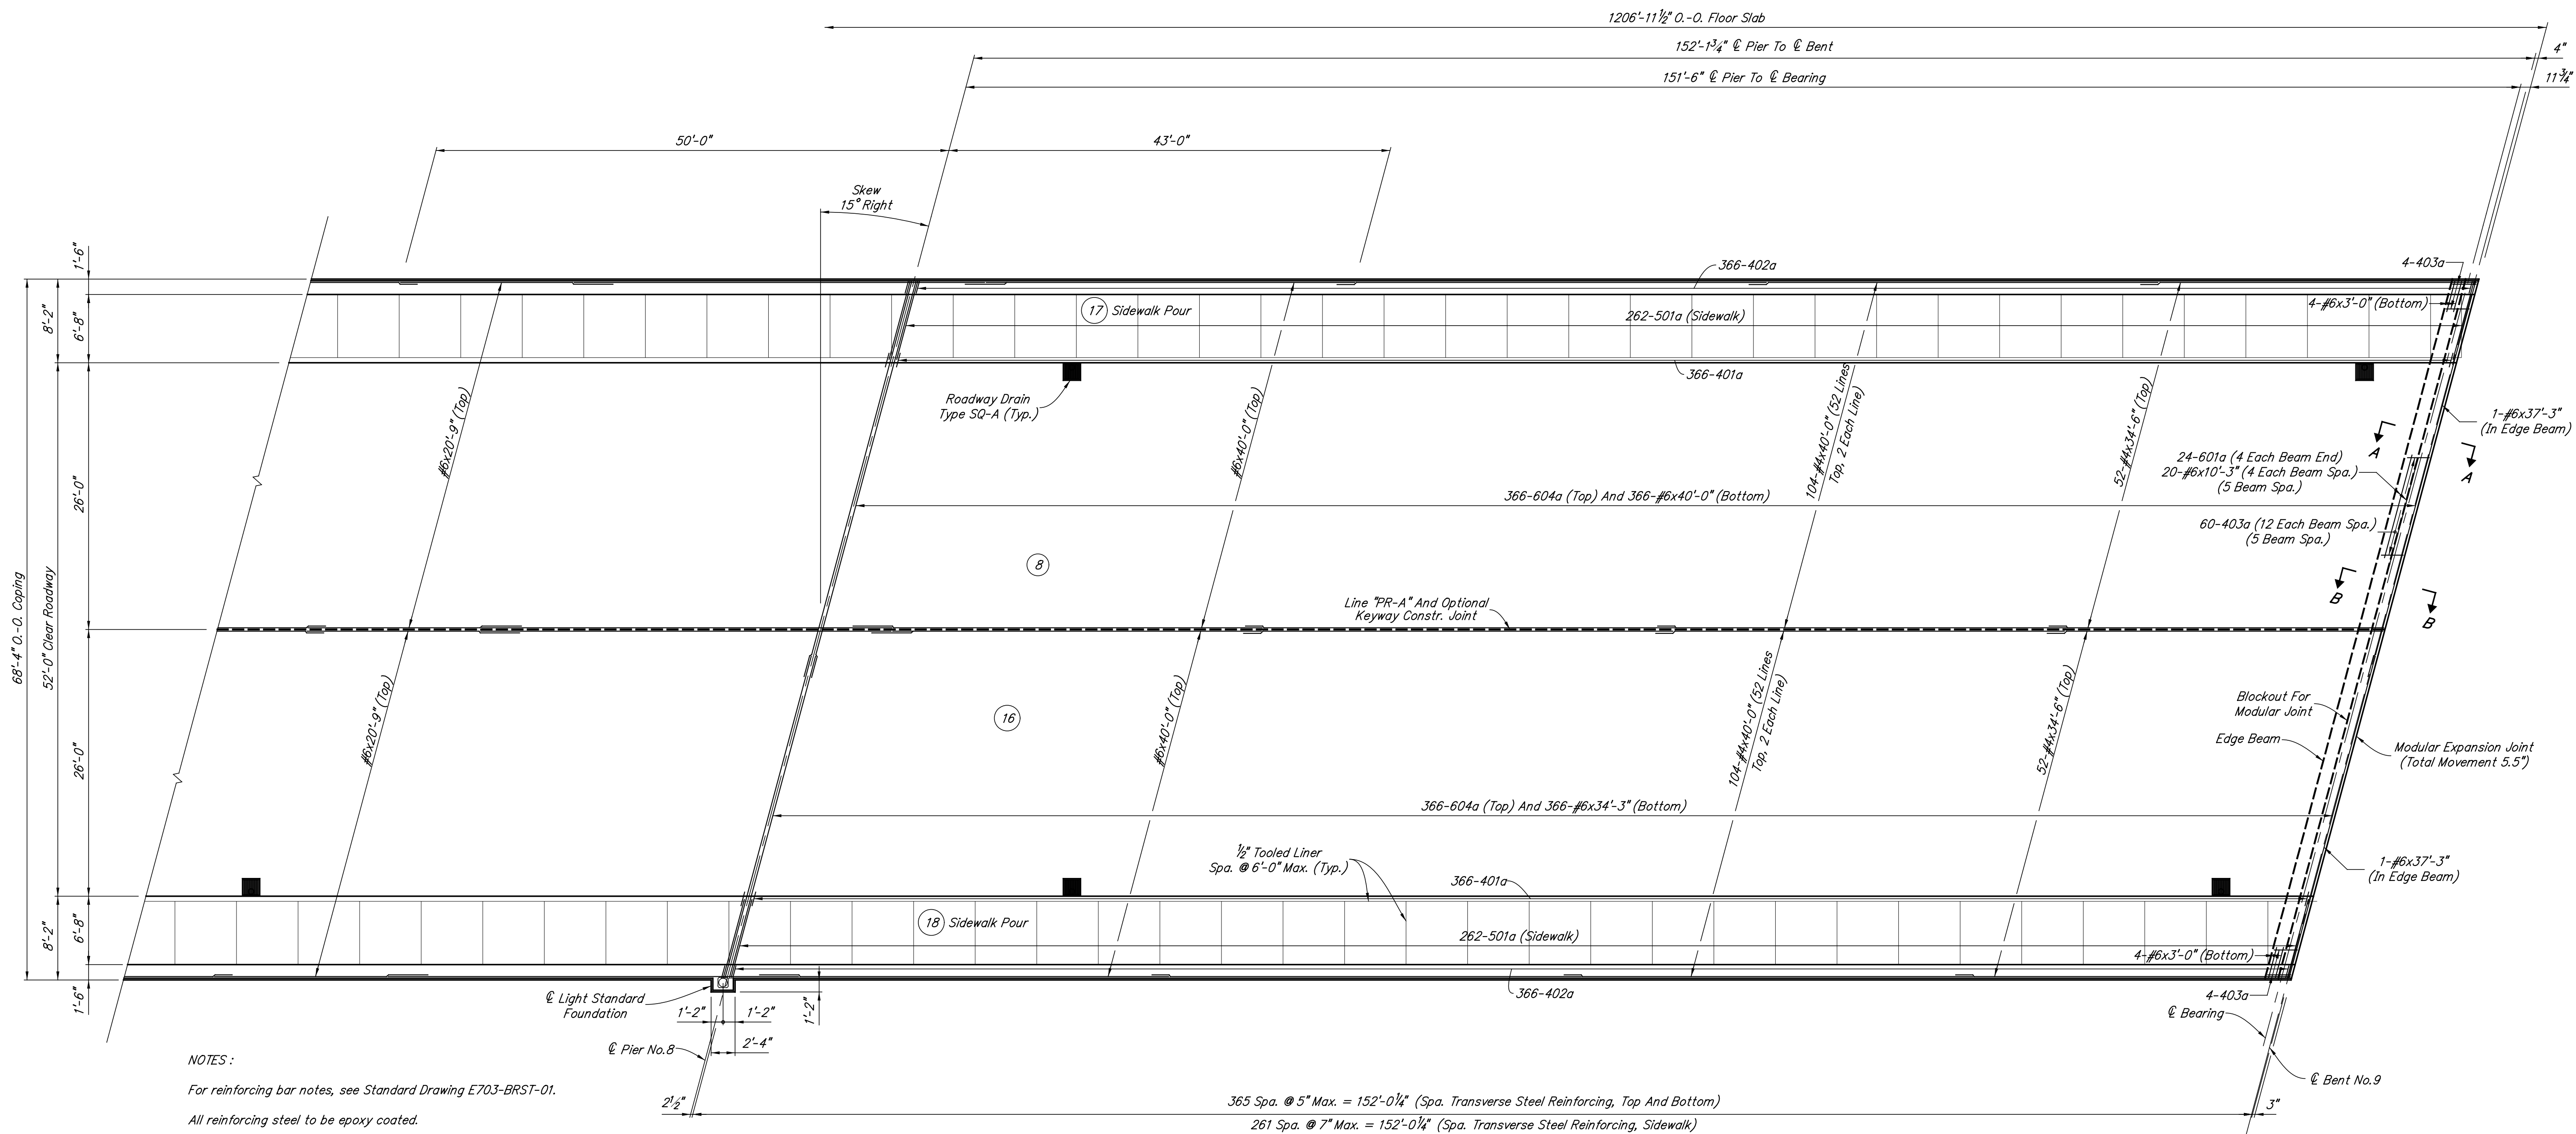 1206'-11½" O.-O. Floor Slab
152'-1¾" ℄ Pier To ℄ Bent
4"
151'-6" ℄ Pier To ℄ Bearing
11¾"
50'-0"
43'-0"
Skew
15° Right
1'-6"
8'-2"
6'-8"
366-402a
4-403a
4-#6x3'-0" (Bottom)
17 Sidewalk Pour
262-501a (Sidewalk)
366-401a
Roadway Drain
Type SQ-A (Typ.)
#6x20'-9" (Top)
#6x40'-0" (Top)
104-#4x40'-0" (52 Lines
Top, 2 Each Line)
52-#4x34'-6" (Top)
1-#6x37'-3"
(In Edge Beam)
A
A
24-601a (4 Each Beam End)
20-#6x10'-3" (4 Each Beam Spa.)
(5 Beam Spa.)
26'-0"
366-604a (Top) And 366-#6x40'-0" (Bottom)
60-403a (12 Each Beam Spa.)
(5 Beam Spa.)
8
B
B
68'-4" O.-O. Coping
52'-0" Clear Roadway
Line "PR-A" And Optional
Keyway Constr. Joint
16
#6x20'-9" (Top)
#6x40'-0" (Top)
104-#4x40'-0" (52 Lines
Top, 2 Each Line)
52-#4x34'-6" (Top)
Blockout For
Modular Joint
Edge Beam
Modular Expansion Joint
(Total Movement 5.5")
26'-0"
366-604a (Top) And 366-#6x34'-3" (Bottom)
½" Tooled Liner
Spa. @ 6'-0" Max. (Typ.)
1-#6x37'-3"
(In Edge Beam)
366-401a
8'-2"
6'-8"
18 Sidewalk Pour
262-501a (Sidewalk)
4-#6x3'-0" (Bottom)
1'-6"
366-402a
4-403a
℄ Light Standard
Foundation
1'-2"
1'-2"
1'-2"
2'-4"
℄ Bearing
℄ Pier No.8
℄ Bent No.9
NOTES :
For reinforcing bar notes, see Standard Drawing E703-BRST-01.
All reinforcing steel to be epoxy coated.
2½"
365 Spa. @ 5" Max. = 152'-0¼" (Spa. Transverse Steel Reinforcing, Top And Bottom)
3"
261 Spa. @ 7" Max. = 152'-0¼" (Spa. Transverse Steel Reinforcing, Sidewalk)